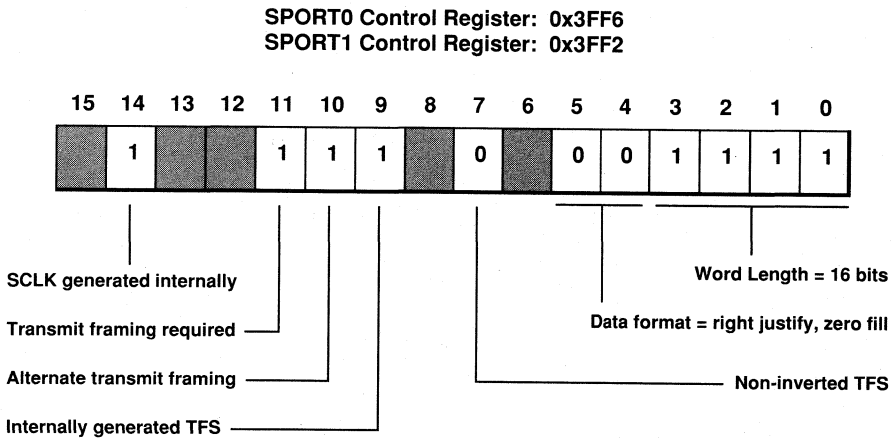 SPORT0 Control Register: 0x3FF6
SPORT1 Control Register: 0x3FF2
15 14 13 12 11 10 9 8 7 6 5 4 3 2 1 0
1 1 1 1 0 0 0 1 1 1 1
SCLK generated internally
Word Length = 16 bits
Transmit framing required
Data format = right justify, zero fill
Alternate transmit framing
Non-inverted TFS
Internally generated TFS